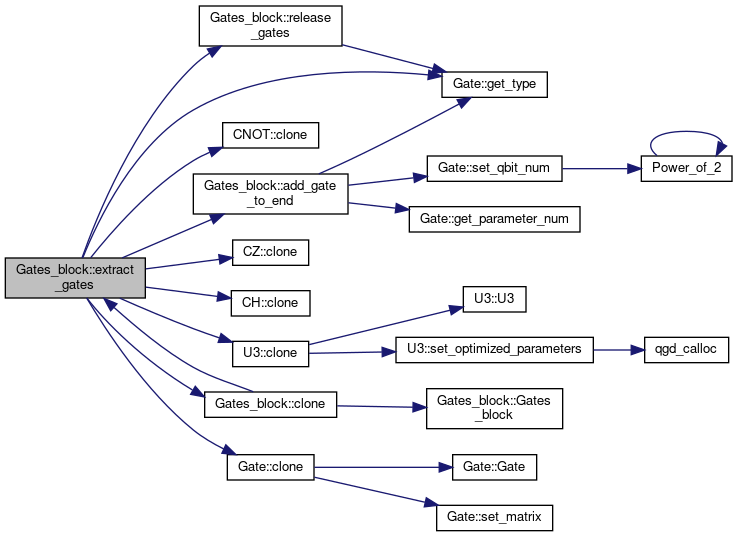 Gates_block::release
_gates
Gate::get_type
CNOT::clone
Gates_block::add_gate
_to_end
Gate::set_qbit_num
Power_of_2
Gate::get_parameter_num
CZ::clone
Gates_block::extract
_gates
CH::clone
U3::U3
U3::clone
U3::set_optimized_parameters
qgd_calloc
Gates_block::clone
Gates_block::Gates
_block
Gate::clone
Gate::Gate
Gate::set_matrix